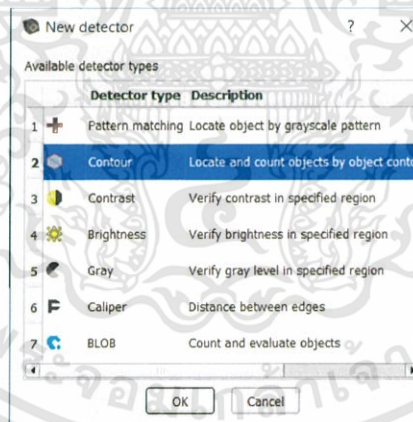 New detector ? ×
Available detector types
Detector type Description
1 Pattern matching Locate object by grayscale pattern
2 Contour Locate and count objects by object conto
3 Contrast Verify contrast in specified region
4 Brightness Verify brightness in specified region
5 Gray Verify gray level in specified region
6 Caliper Distance between edges
7 BLOB Count and evaluate objects
OK Cancel